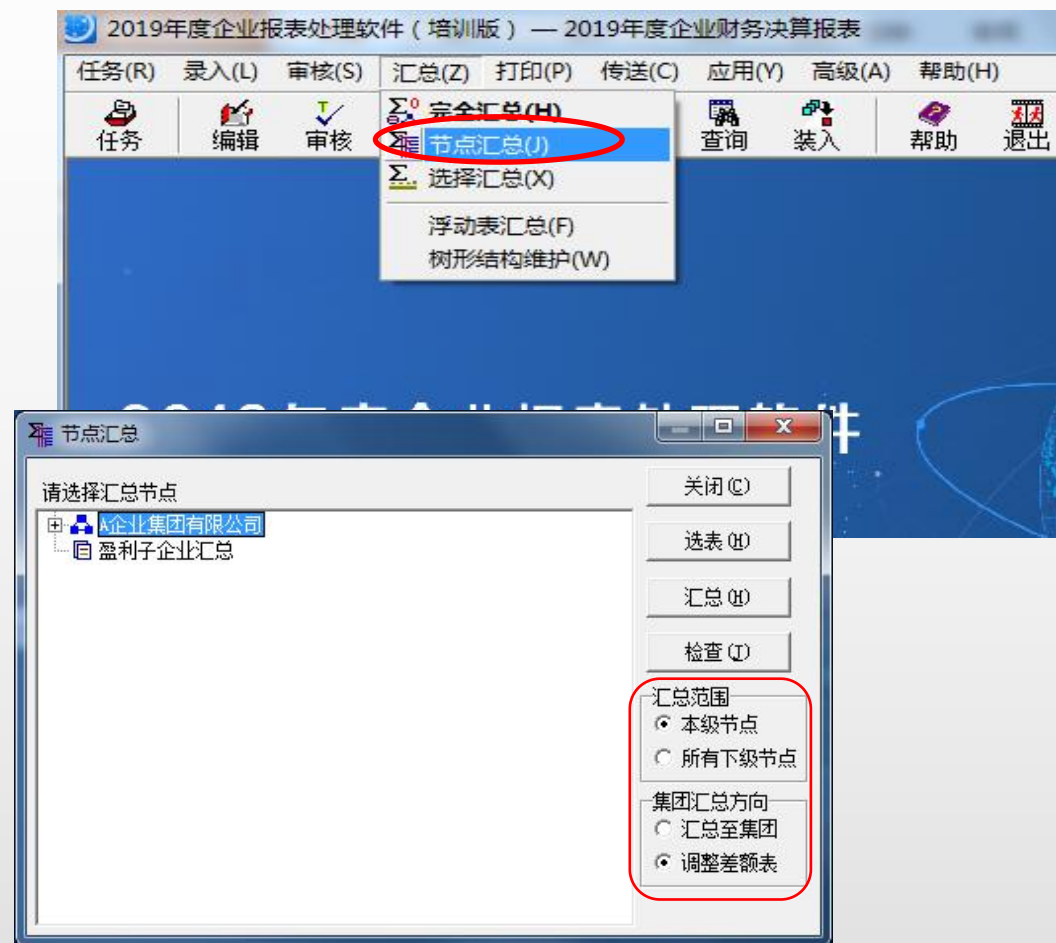 2019年度企业报表处理软件（培训版）— 2019年度企业财务决算报表
任务(R) 录入(L) 审核(S) 汇总(Z) 打印(P) 传送(C) 应用(Y) 高级(A) 帮助(H)
任务 编辑 审核 查询 装入 帮助 退出
完全汇总(H)
节点汇总(J)
选择汇总(X)
浮动表汇总(F)
树形结构维护(W)
节点汇总
请选择汇总节点
A企业集团有限公司
盈利子企业汇总
关闭(C)
选表(H)
汇总(H)
检查(J)
汇总范围
本级节点
所有下级节点
集团汇总方向
汇总至集团
调整差额表